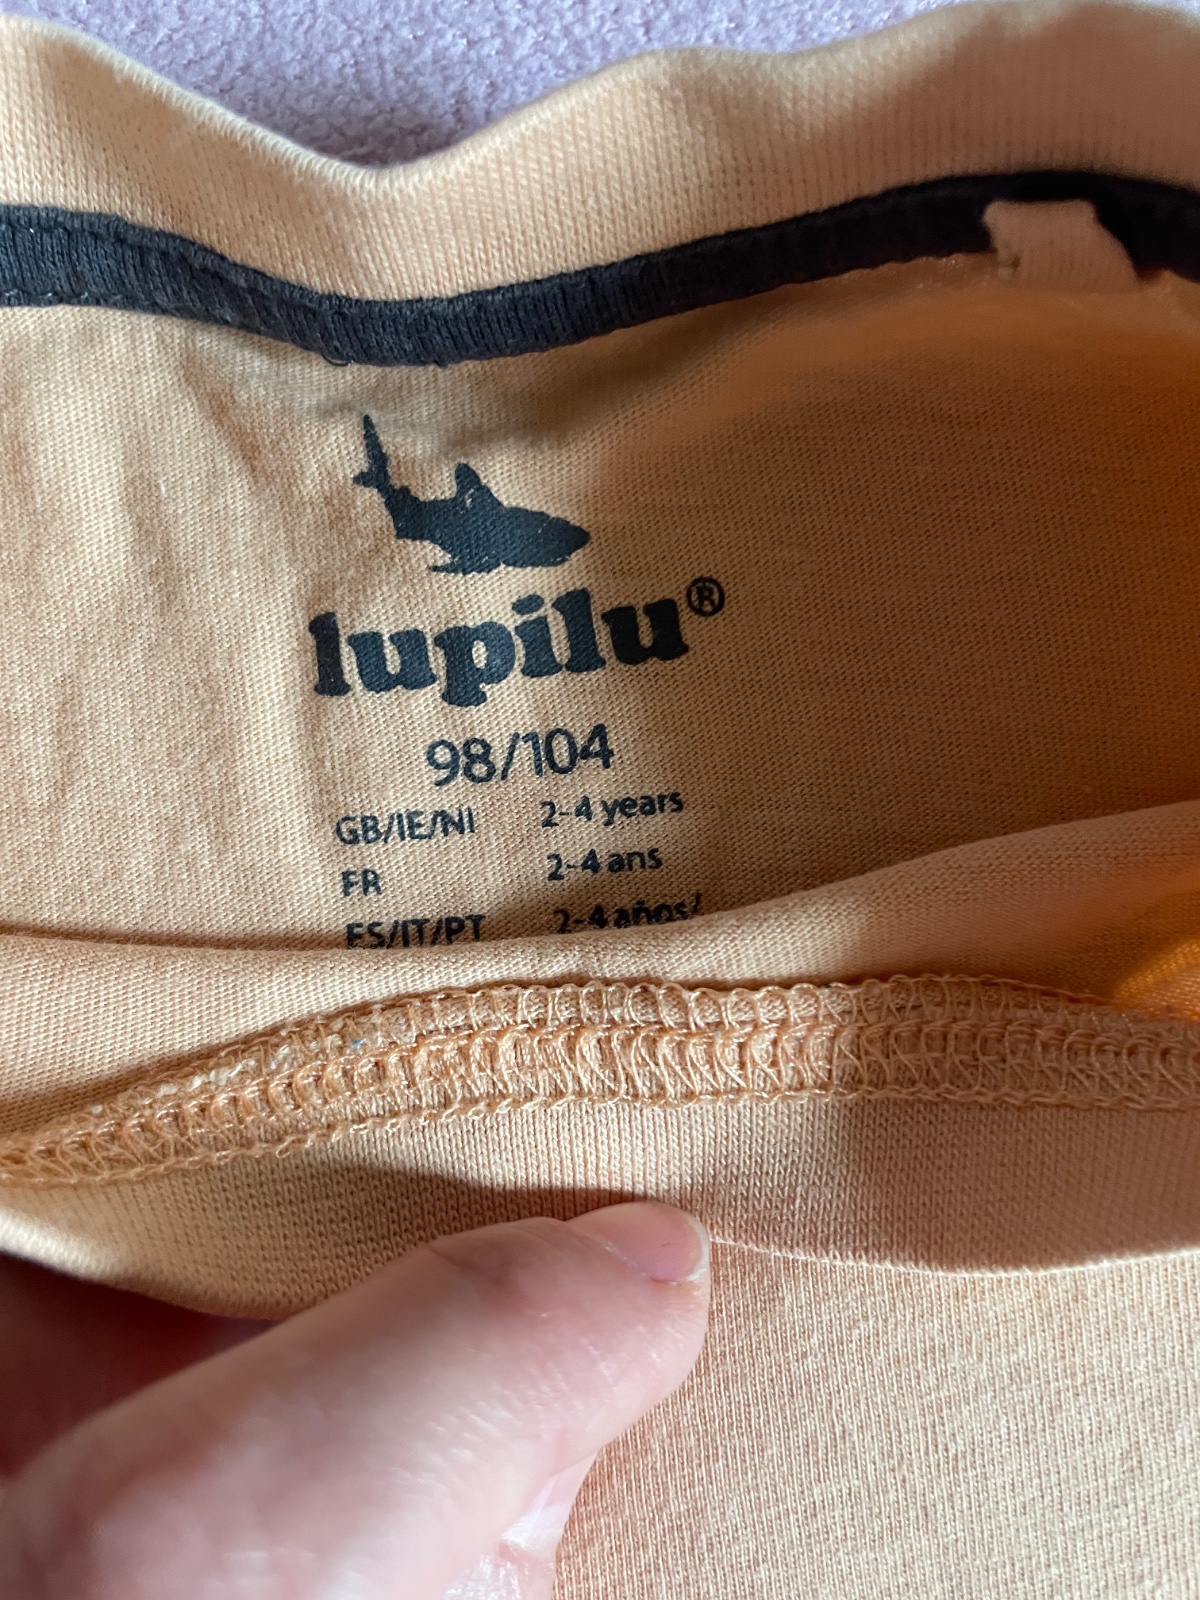 lupilu®
98/104
GB/IE/NI 2-4 years
FR 2-4 ans
ES/IT/PT 2-4 años/